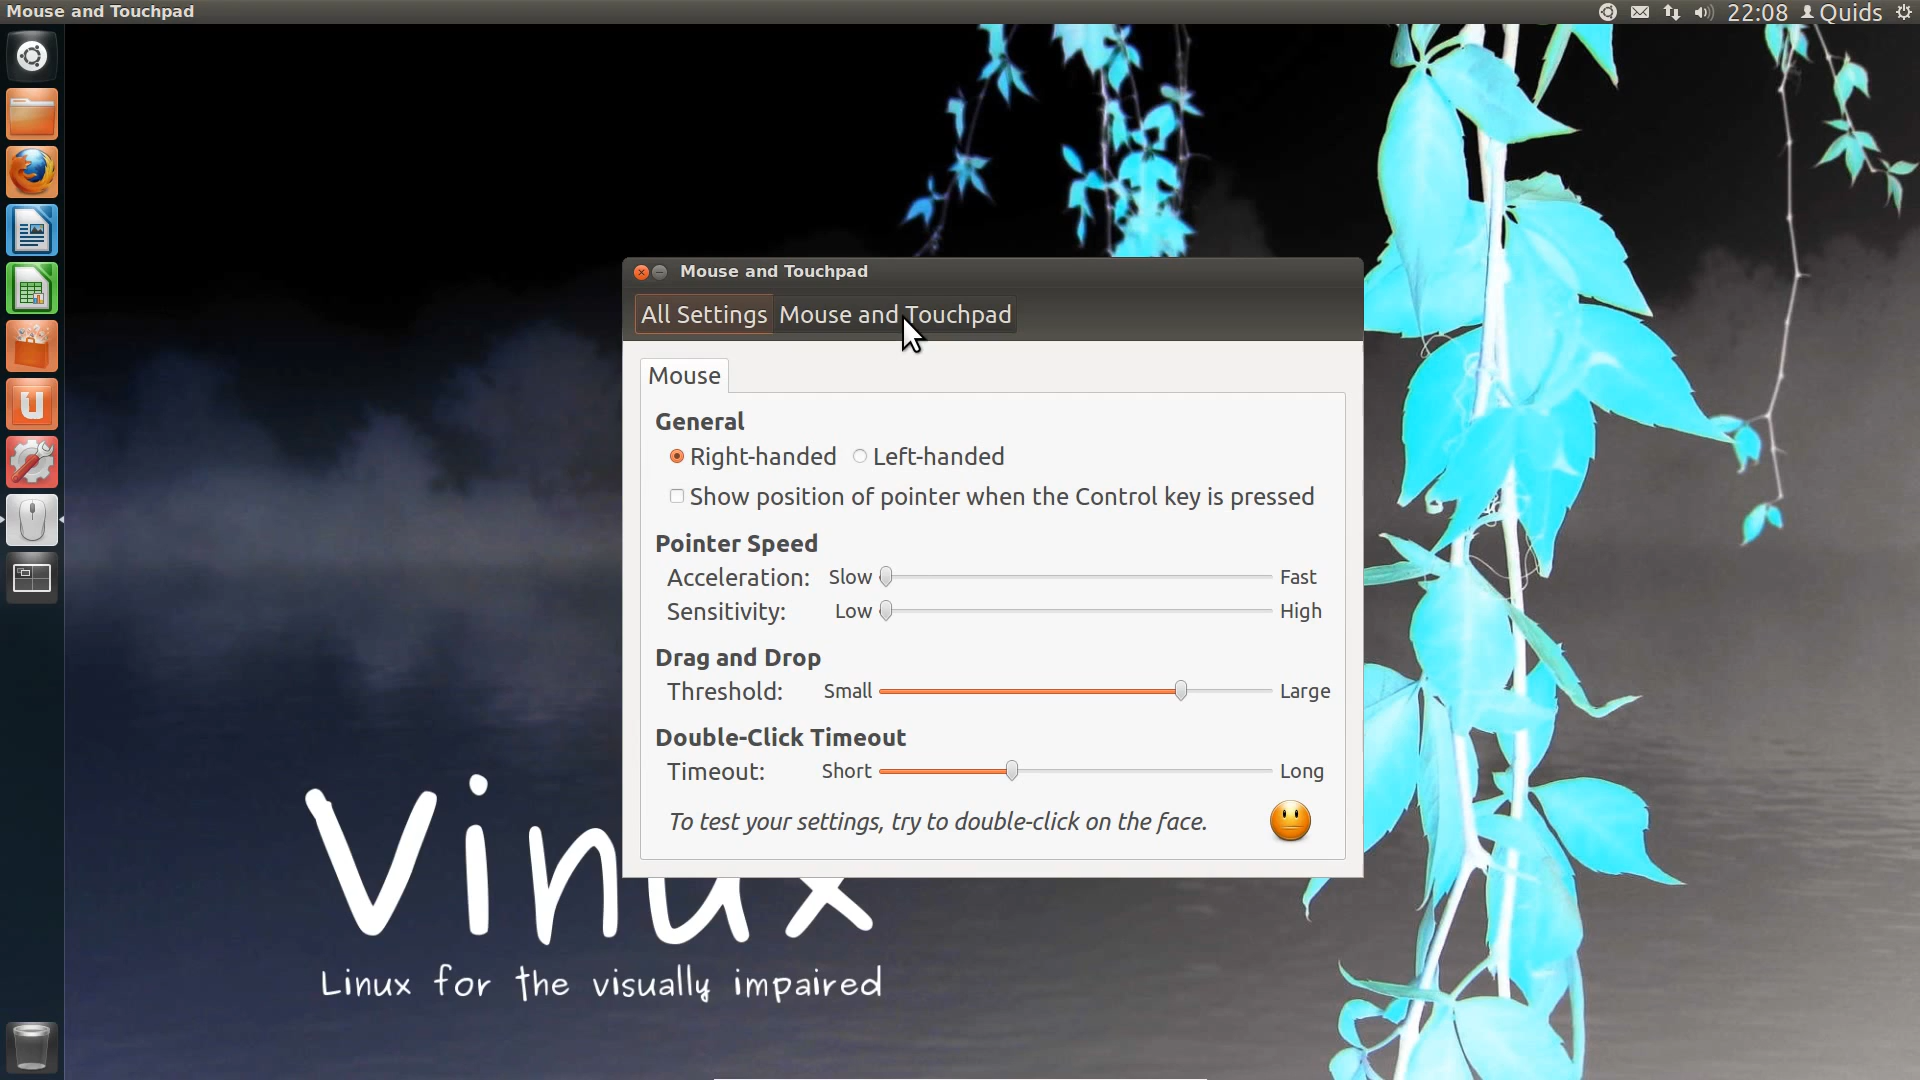 Mouse and Touchpad
22:08 Quids
Mouse and Touchpad
All Settings Mouse and Touchpad
Mouse
General
Right-handed Left-handed
Show position of pointer when the Control key is pressed
Pointer Speed
Acceleration: Slow Fast
Sensitivity: Low High
Drag and Drop
Threshold: Small Large
Double-Click Timeout
Timeout: Short Long
To test your settings, try to double-click on the face.
Vinux
Linux for the visually impaired